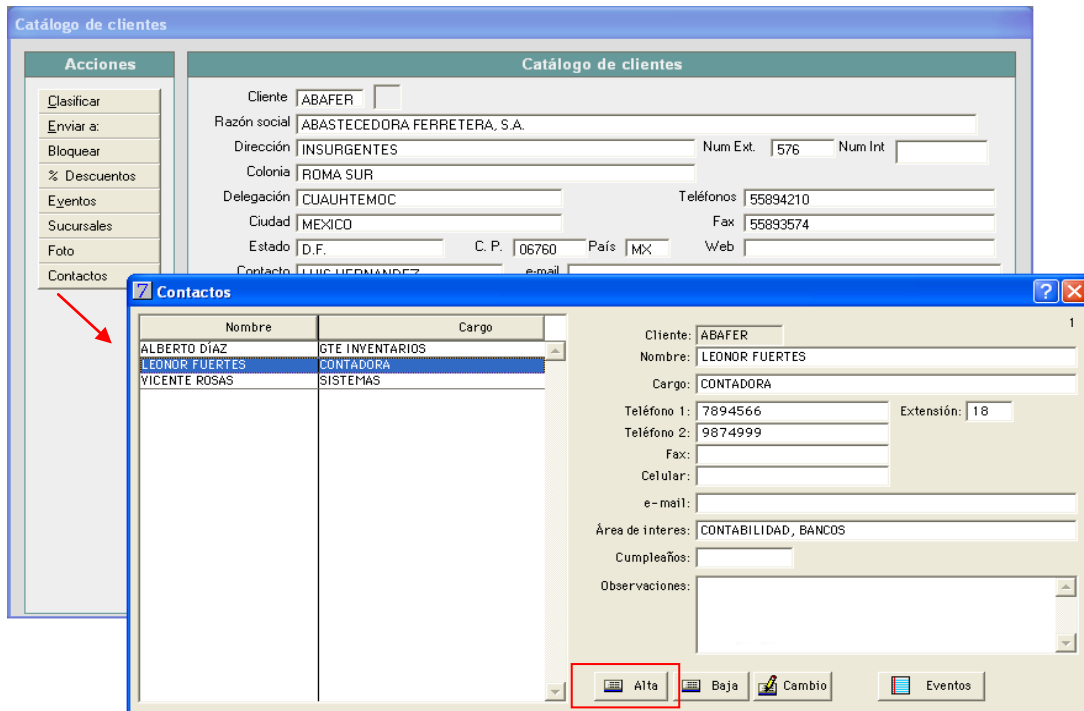 Catálogo de clientes
Acciones
Clasificar
Enviar a:
Bloquear
% Descuentos
Eventos
Sucursales
Foto
Contactos
Catálogo de clientes
Cliente ABAFER
Razón social ABASTECEDORA FERRETERA, S.A.
Dirección INSURGENTES Num Ext. 576 Num Int
Colonia ROMA SUR
Delegación CUAUHTEMOC Teléfonos 55894210
Ciudad MEXICO Fax 55893574
Estado D.F. C. P. 06760 País MX Web
Contacto LUIS HERNANDEZ e-mail
7 Contactos ? X
Nombre Cargo
ALBERTO DÍAZ GTE INVENTARIOS
LEONOR FUERTES CONTADORA
VICENTE ROSAS SISTEMAS
1
Cliente: ABAFER
Nombre: LEONOR FUERTES
Cargo: CONTADORA
Teléfono 1: 7894566 Extensión: 18
Teléfono 2: 9874999
Fax:
Celular:
e-mail:
Área de interes: CONTABILIDAD, BANCOS
Cumpleaños:
Observaciones:
Alta Baja Cambio Eventos